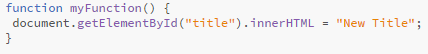 function myFunction() {
document.getElementById("title").innerHTML = "New Title";
}